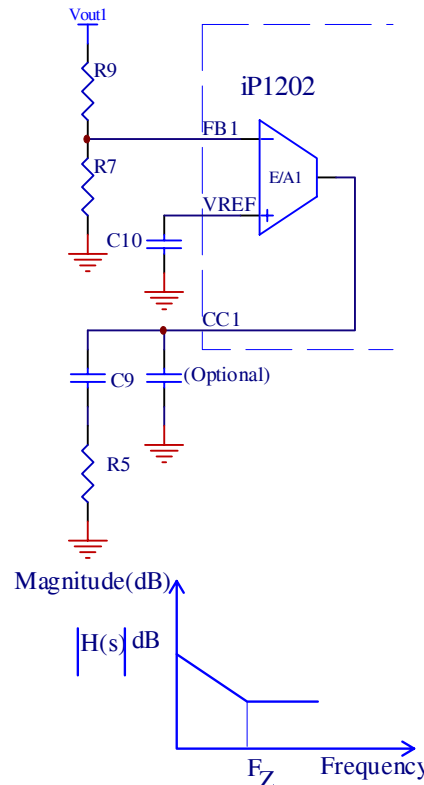 Vout1
R9
iP1202
FB1
R7
E/A1
VREF
C10
CC1
C9
(Optional)
R5
Magnitude(dB)
|H(s)| dB
FZ
Frequency